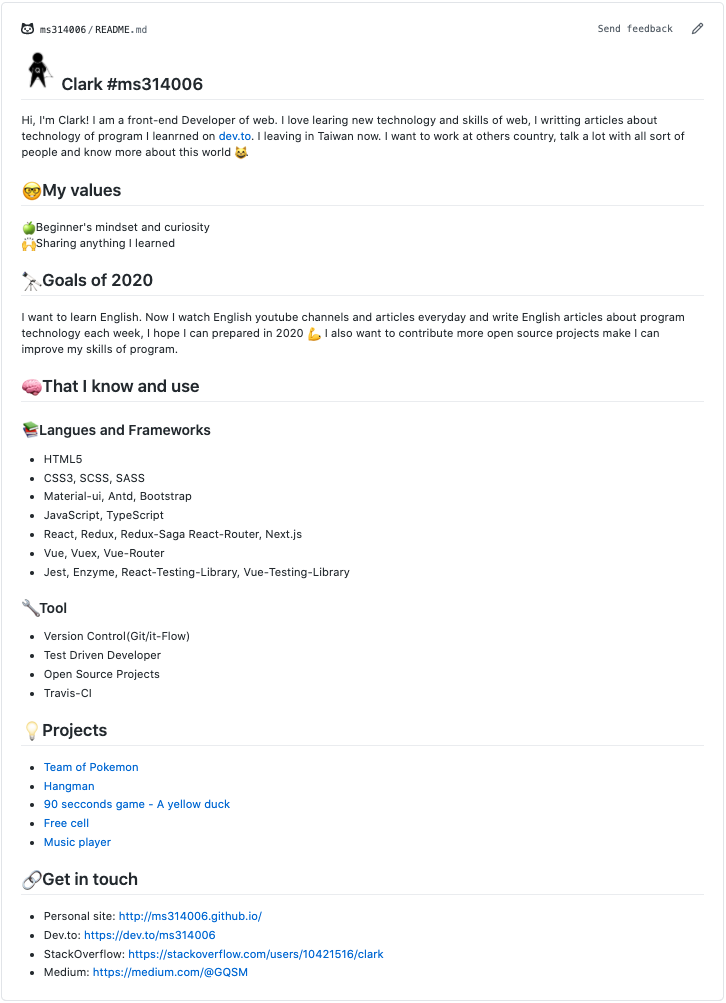 ms314006/README.md
Send feedback
Clark #ms314006
Hi, I'm Clark! I am a front-end Developer of web. I love learing new technology and skills of web, I writting articles about
technology of program I leanrned on dev.to. I leaving in Taiwan now. I want to work at others country, talk a lot with all sort of
people and know more about this world 😸
🤓My values
🍏Beginner's mindset and curiosity
🙌Sharing anything I learned
🔭Goals of 2020
I want to learn English. Now I watch English youtube channels and articles everyday and write English articles about program
technology each week, I hope I can prepared in 2020 💪 I also want to contribute more open source projects make I can
improve my skills of program.
🧠That I know and use
📚Langues and Frameworks
HTML5
CSS3, SCSS, SASS
Material-ui, Antd, Bootstrap
JavaScript, TypeScript
React, Redux, Redux-Saga React-Router, Next.js
Vue, Vuex, Vue-Router
Jest, Enzyme, React-Testing-Library, Vue-Testing-Library
🔧Tool
Version Control(Git/it-Flow)
Test Driven Developer
Open Source Projects
Travis-CI
💡Projects
Team of Pokemon
Hangman
90 secconds game - A yellow duck
Free cell
Music player
🔗Get in touch
Personal site: http://ms314006.github.io/
Dev.to: https://dev.to/ms314006
StackOverflow: https://stackoverflow.com/users/10421516/clark
Medium: https://medium.com/@GQSM